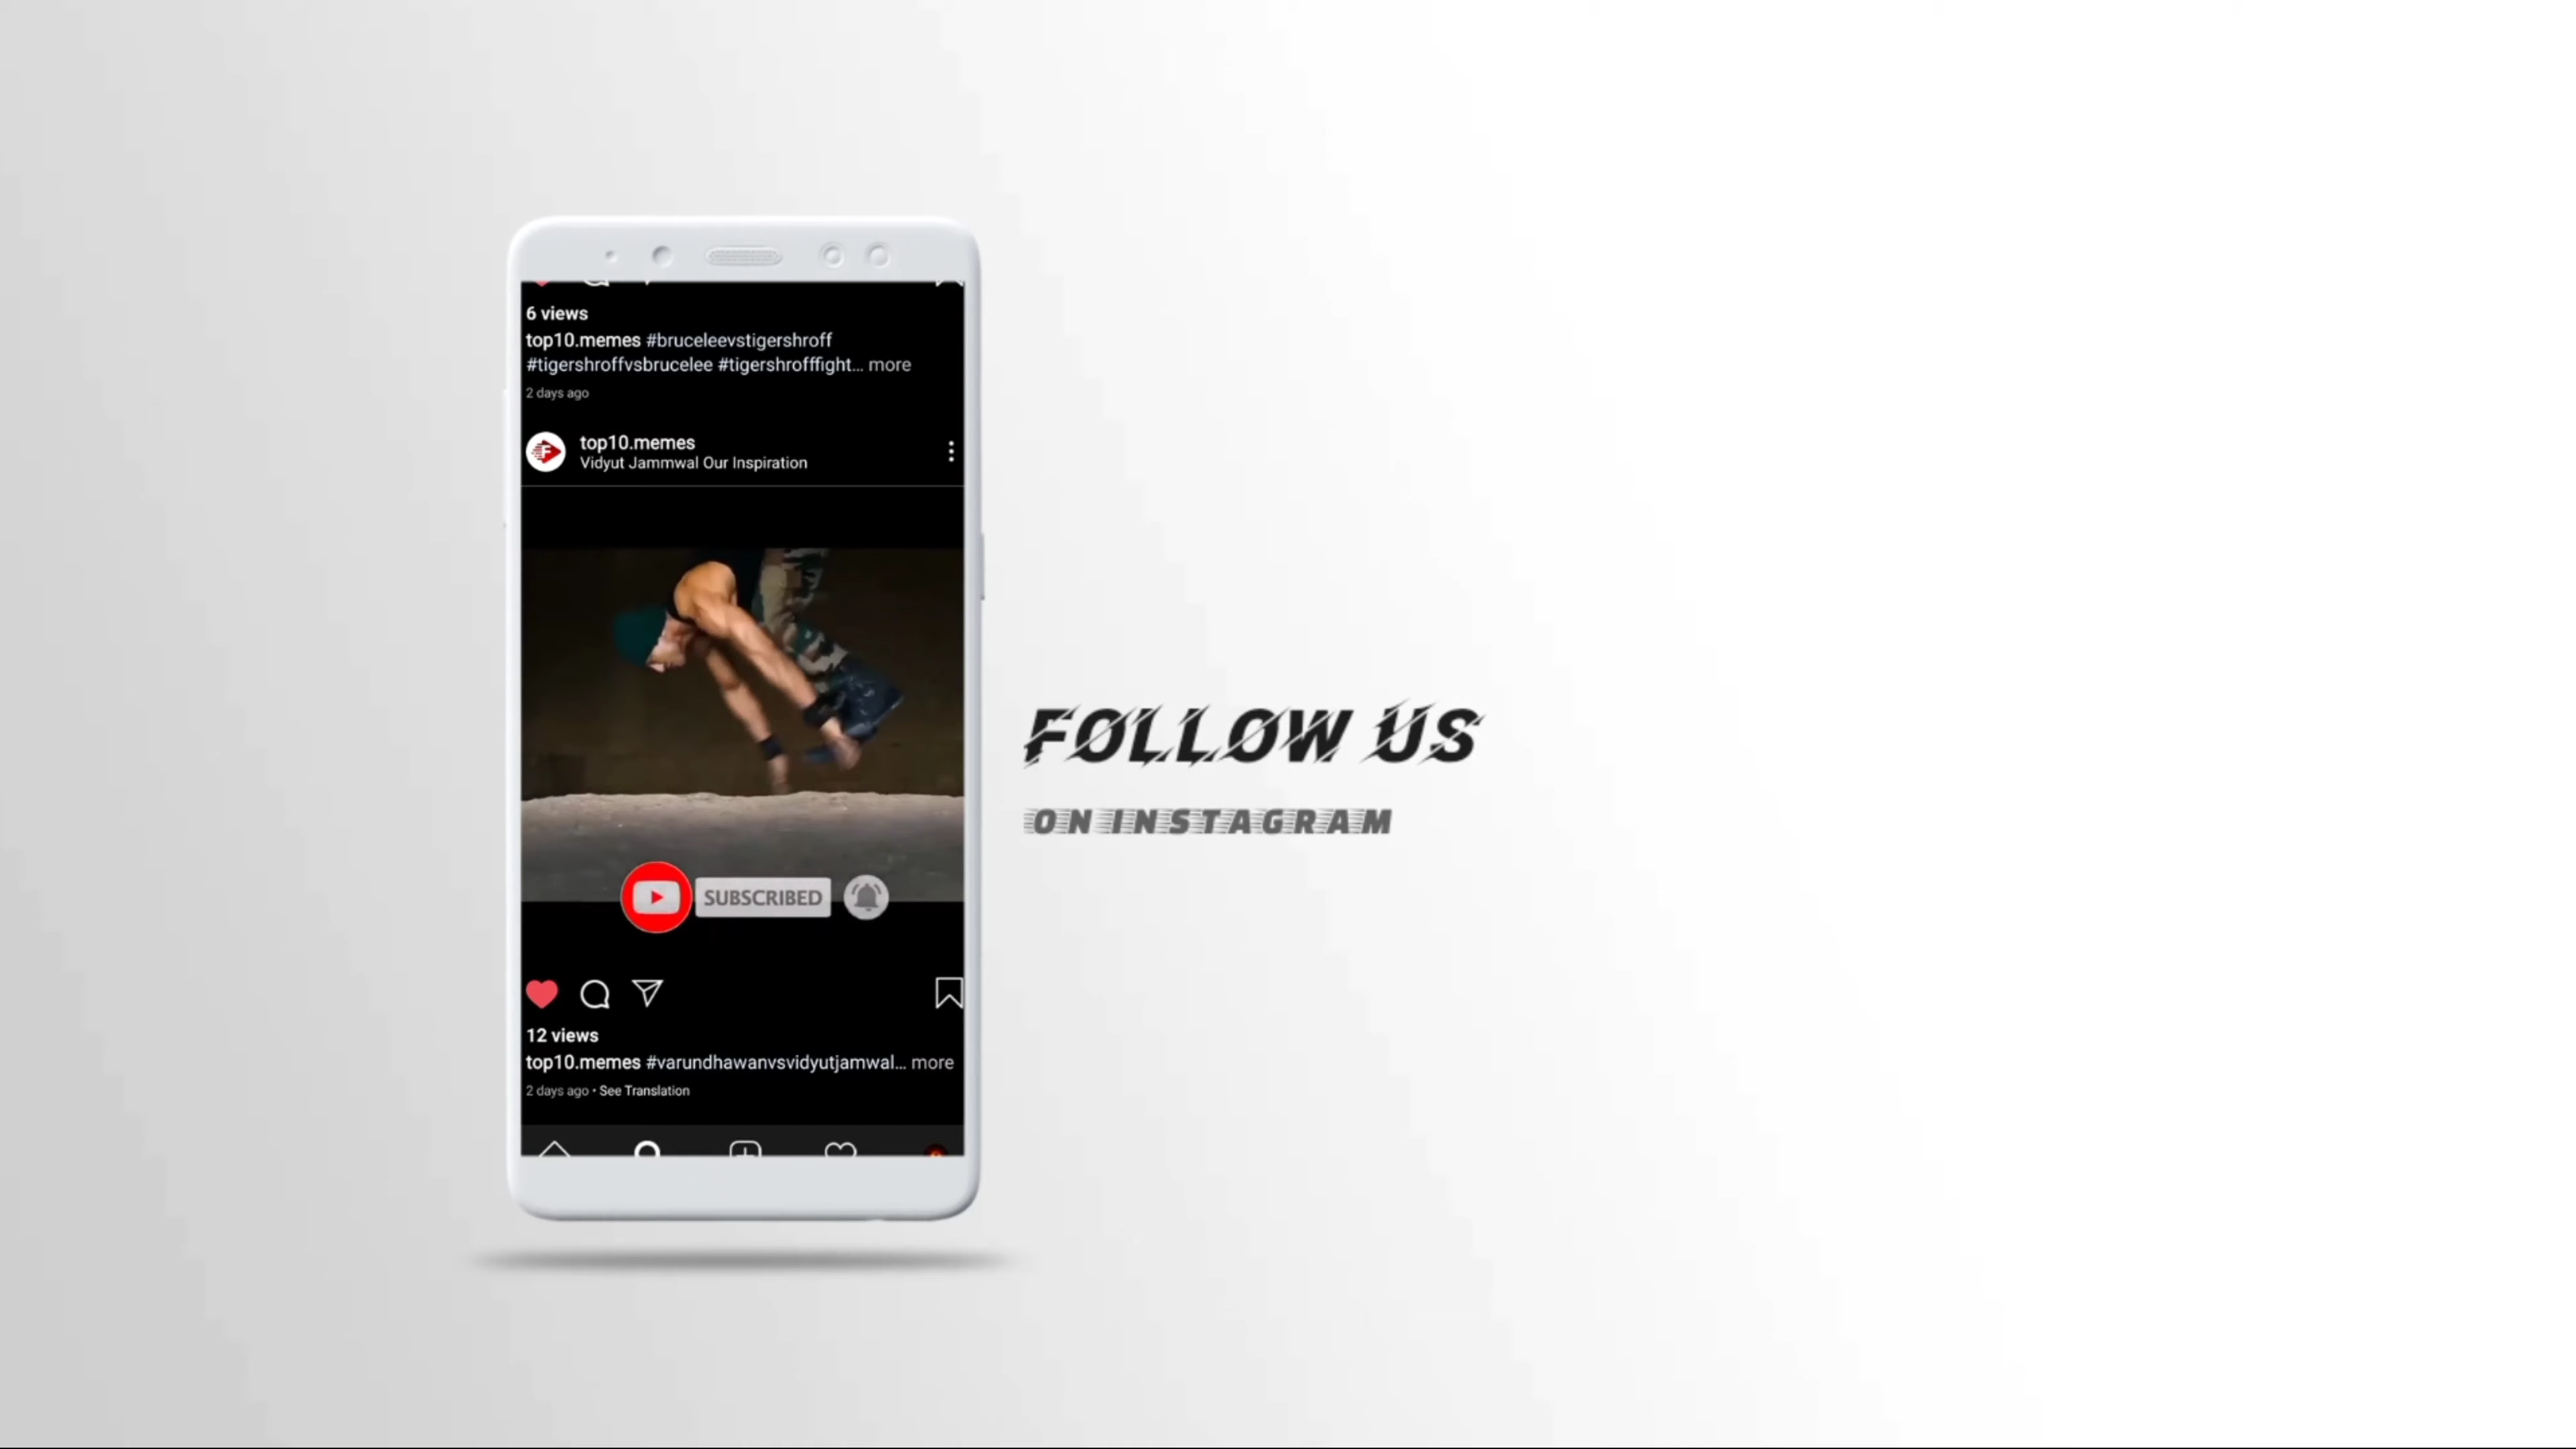 6 views
top10.memes #bruceleevstigershroff
#tigershroffvsbrucelee #tigershrofffight... more
2 days ago
top10.memes
Vidyut Jammwal Our Inspiration
FOLLOW US
ON INSTAGRAM
SUBSCRIBED
12 views
top10.memes #varundhawanvsvidyutjamwal... more
2 days ago • See Translation